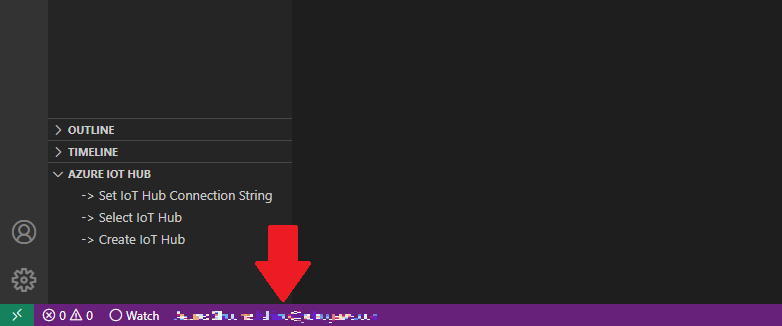 OUTLINE
TIMELINE
AZURE IOT HUB
-> Set IoT Hub Connection String
-> Select IoT Hub
-> Create IoT Hub
0 0 Watch